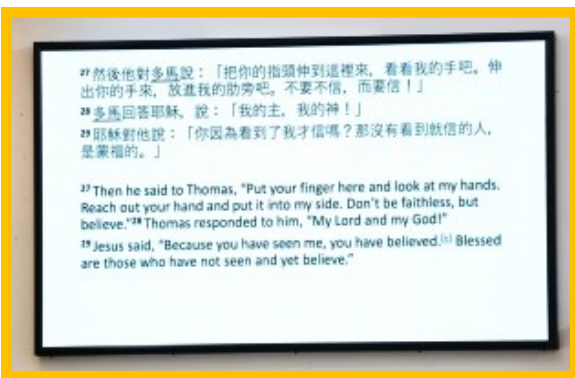 27 然後他對多馬說：「把你的指頭伸到這裡來，看看我的手吧。伸
出你的手來，放進我的肋旁吧。不要不信，而要信！」
28 多馬回答耶穌，說：「我的主，我的神！」
29 耶穌對他說：「你因為看到了我才信嗎？那沒有看到就信的人，
是蒙福的。」
27 Then he said to Thomas, “Put your finger here and look at my hands.
Reach out your hand and put it into my side. Don’t be faithless, but
believe.”28 Thomas responded to him, “My Lord and my God!”
29 Jesus said, “Because you have seen me, you have believed.[c] Blessed
are those who have not seen and yet believe.”